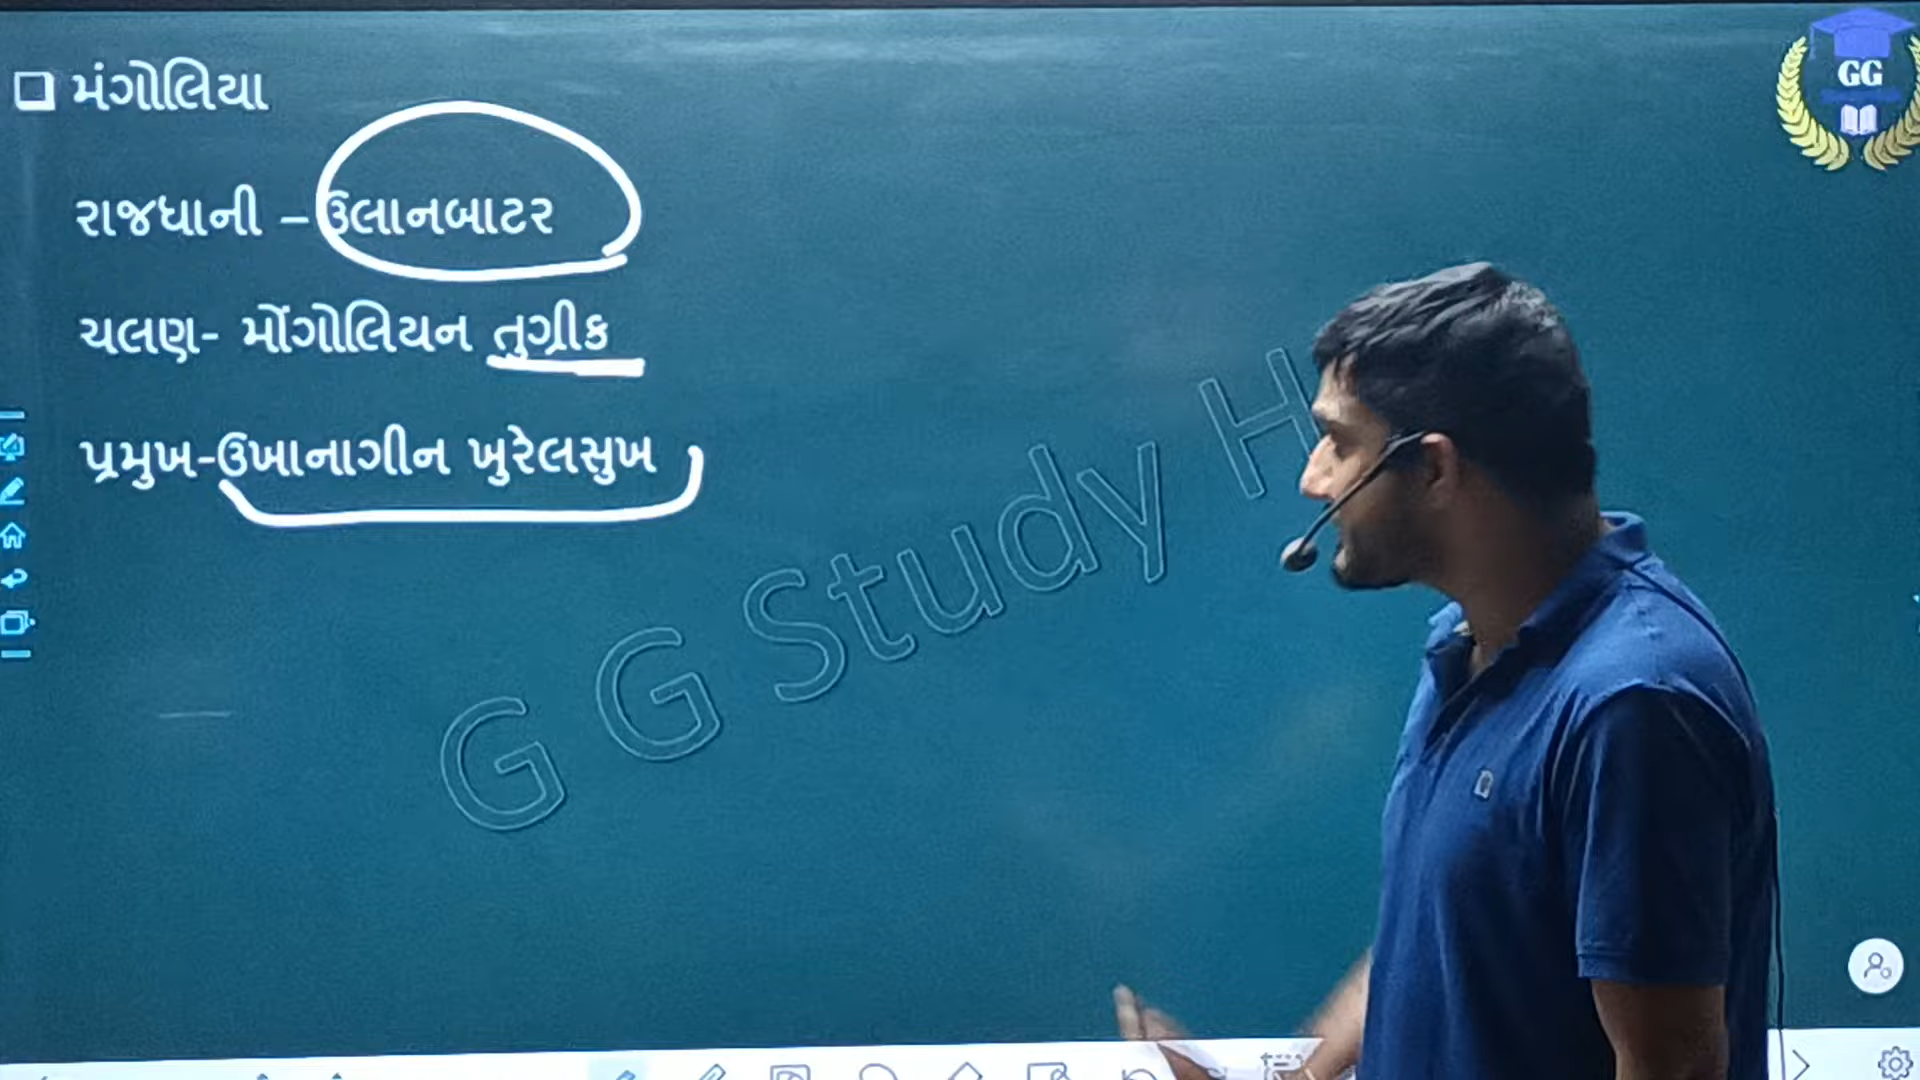 ❑ મંગોલિયા
રાજધાની – ઉલાનબાટર
ચલણ- મોંગોલિયન તુગ્રીક
પ્રમુખ-ઉખાનાગીન ખુરેલસુખ
G G Study H
GG